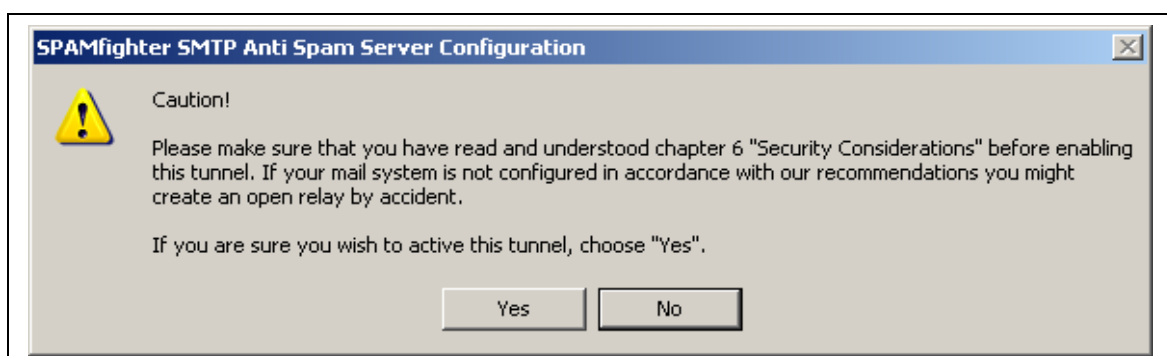 SPAMfighter SMTP Anti Spam Server Configuration
Caution!
Please make sure that you have read and understood chapter 6 "Security Considerations" before enabling
this tunnel. If your mail system is not configured in accordance with our recommendations you might
create an open relay by accident.
If you are sure you wish to active this tunnel, choose "Yes".
Yes
No